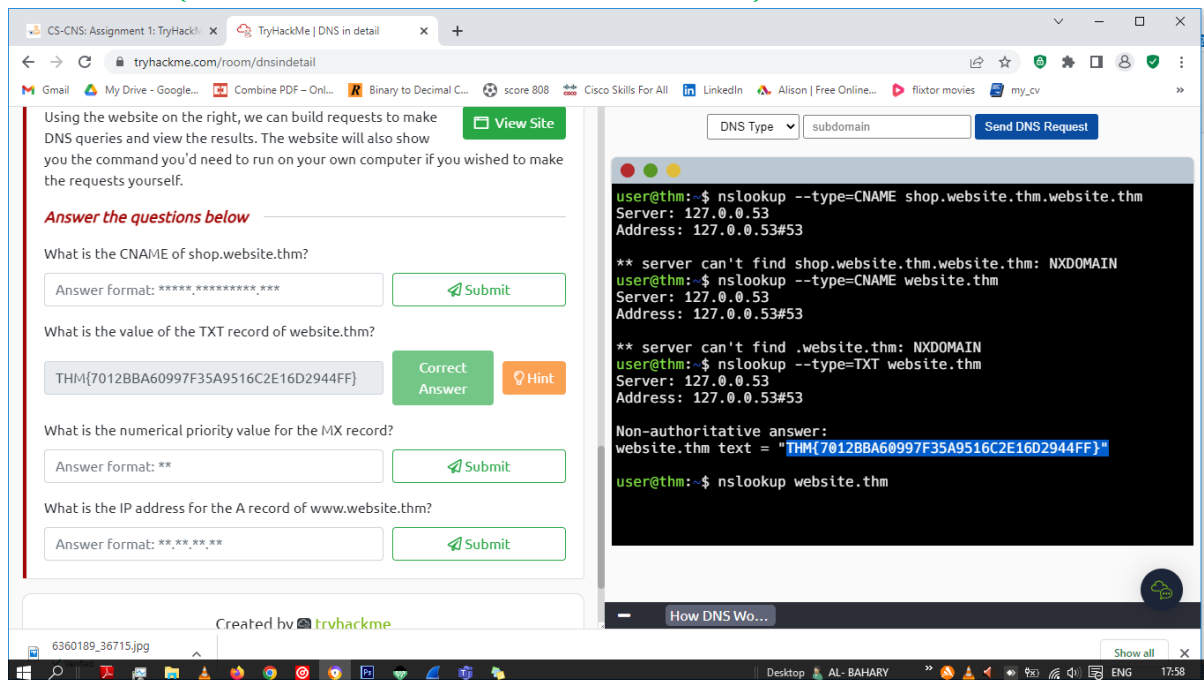 CS-CNS: Assignment 1: TryHackM
TryHackMe | DNS in detail
tryhackme.com/room/dnsindetail
Gmail
My Drive - Google...
Combine PDF – Onl...
Binary to Decimal C...
score 808
Cisco Skills For All
LinkedIn
Alison | Free Online...
flixtor movies
my_cv
»
Using the website on the right, we can build requests to make
DNS queries and view the results. The website will also show
you the command you'd need to run on your own computer if you wished to make
the requests yourself.
View Site
Answer the questions below
What is the CNAME of shop.website.thm?
Answer format: *****.*********.***
Submit
What is the value of the TXT record of website.thm?
THM{7012BBA60997F35A9516C2E16D2944FF}
Correct
Answer
Hint
What is the numerical priority value for the MX record?
Answer format: **
Submit
What is the IP address for the A record of www.website.thm?
Answer format: **.**.**.**
Submit
Created by tryhackme
DNS Type
subdomain
Send DNS Request
user@thm:~$ nslookup --type=CNAME shop.website.thm.website.thm
Server: 127.0.0.53
Address: 127.0.0.53#53
** server can't find shop.website.thm.website.thm: NXDOMAIN
user@thm:~$ nslookup --type=CNAME website.thm
Server: 127.0.0.53
Address: 127.0.0.53#53
** server can't find .website.thm: NXDOMAIN
user@thm:~$ nslookup --type=TXT website.thm
Server: 127.0.0.53
Address: 127.0.0.53#53
Non-authoritative answer:
website.thm text = "THM{7012BBA60997F35A9516C2E16D2944FF}"
user@thm:~$ nslookup website.thm
How DNS Wo...
6360189_36715.jpg
Show all
Desktop
AL- BAHARY
»
ENG
17:58